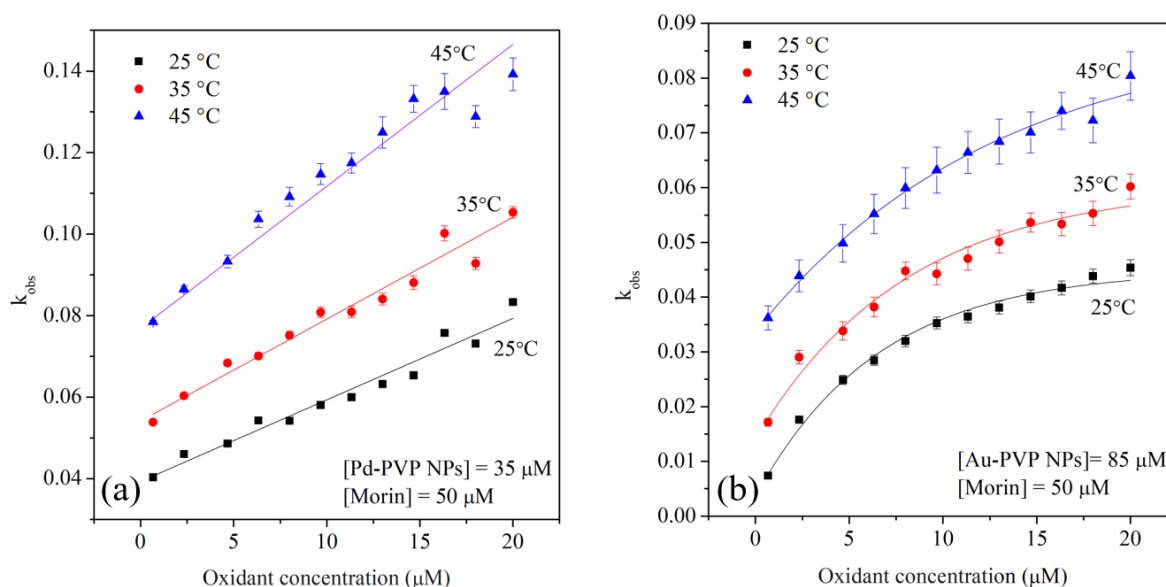 25 °C
35 °C
45 °C
45°C
35°C
25°C
0.14
0.12
0.10
0.08
0.06
0.04
k_obs
(a)
[Pd-PVP NPs] = 35 μM
[Morin] = 50 μM
0 5 10 15 20
Oxidant concentration (μM)
25 °C
35 °C
45 °C
45°C
35°C
25°C
0.09
0.08
0.07
0.06
0.05
0.04
0.03
0.02
0.01
0.00
k_obs
(b)
[Au-PVP NPs]= 85 μM
[Morin] = 50 μM
0 5 10 15 20
Oxidant concentration (μM)